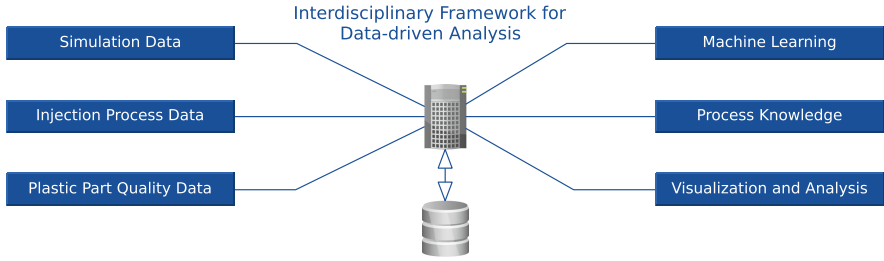 Interdisciplinary Framework for
Data-driven Analysis
Simulation Data
Injection Process Data
Plastic Part Quality Data
Machine Learning
Process Knowledge
Visualization and Analysis